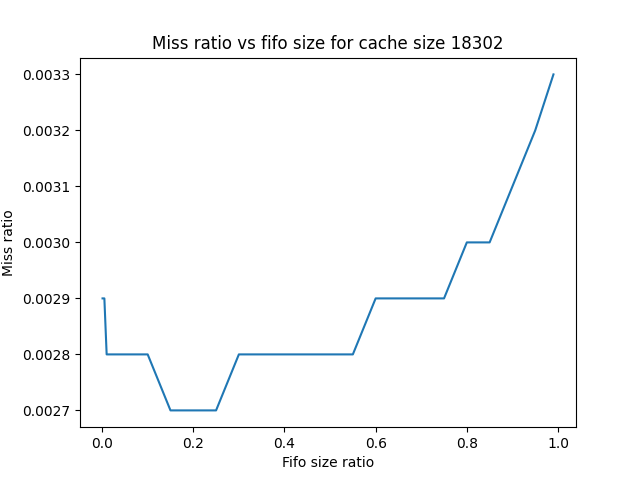 Miss ratio vs fifo size for cache size 18302
0.0033
0.0032
0.0031
0.0030
0.0029
0.0028
0.0027
Miss ratio
0.0 0.2 0.4 0.6 0.8 1.0
Fifo size ratio